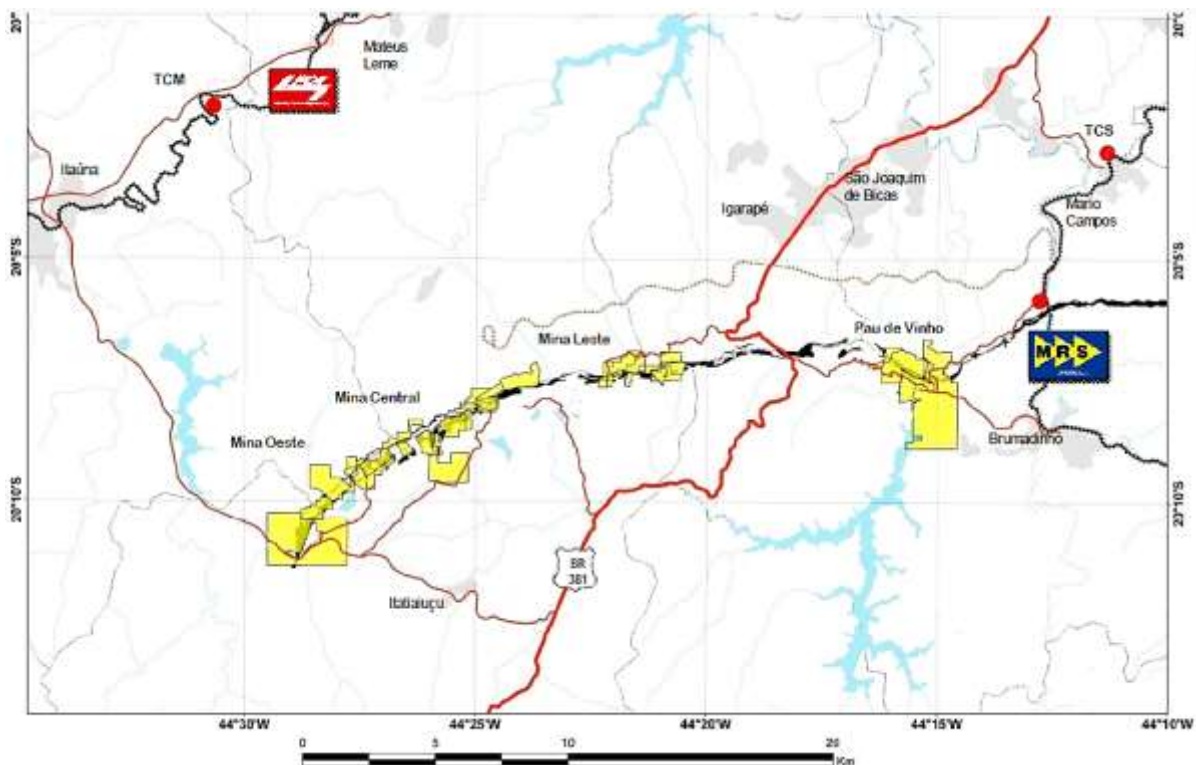 20°
20°0
Mateus
Leme
TCM
TCS
Itaúna
São Joaquim
de Bicas
Igarapé
Mario
Campos
20°5'S
20°5'S
Mina Leste
Pau de Vinho
MRS
Mina Central
Mina Oeste
Brumadinho
20°10'S
20°10'S
BR
381
Itatiaiuçu
44°30'W
44°25'W
44°20'W
44°15'W
44°10'W
0
5
10
20
Km